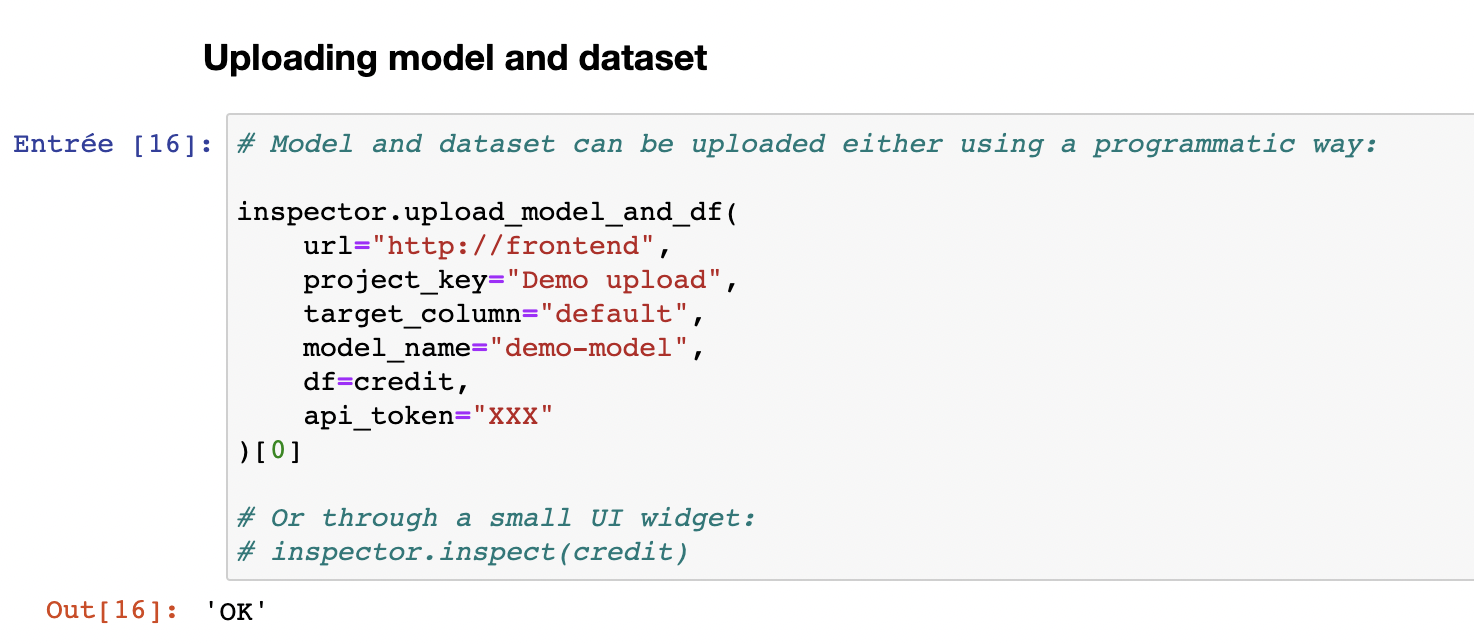 Uploading model and dataset
Entrée [16]: # Model and dataset can be uploaded either using a programmatic way:
inspector.upload_model_and_df(
    url="http://frontend",
    project_key="Demo upload",
    target_column="default",
    model_name="demo-model",
    df=credit,
    api_token="XXX"
)[0]
# Or through a small UI widget:
# inspector.inspect(credit)
Out[16]: 'OK'